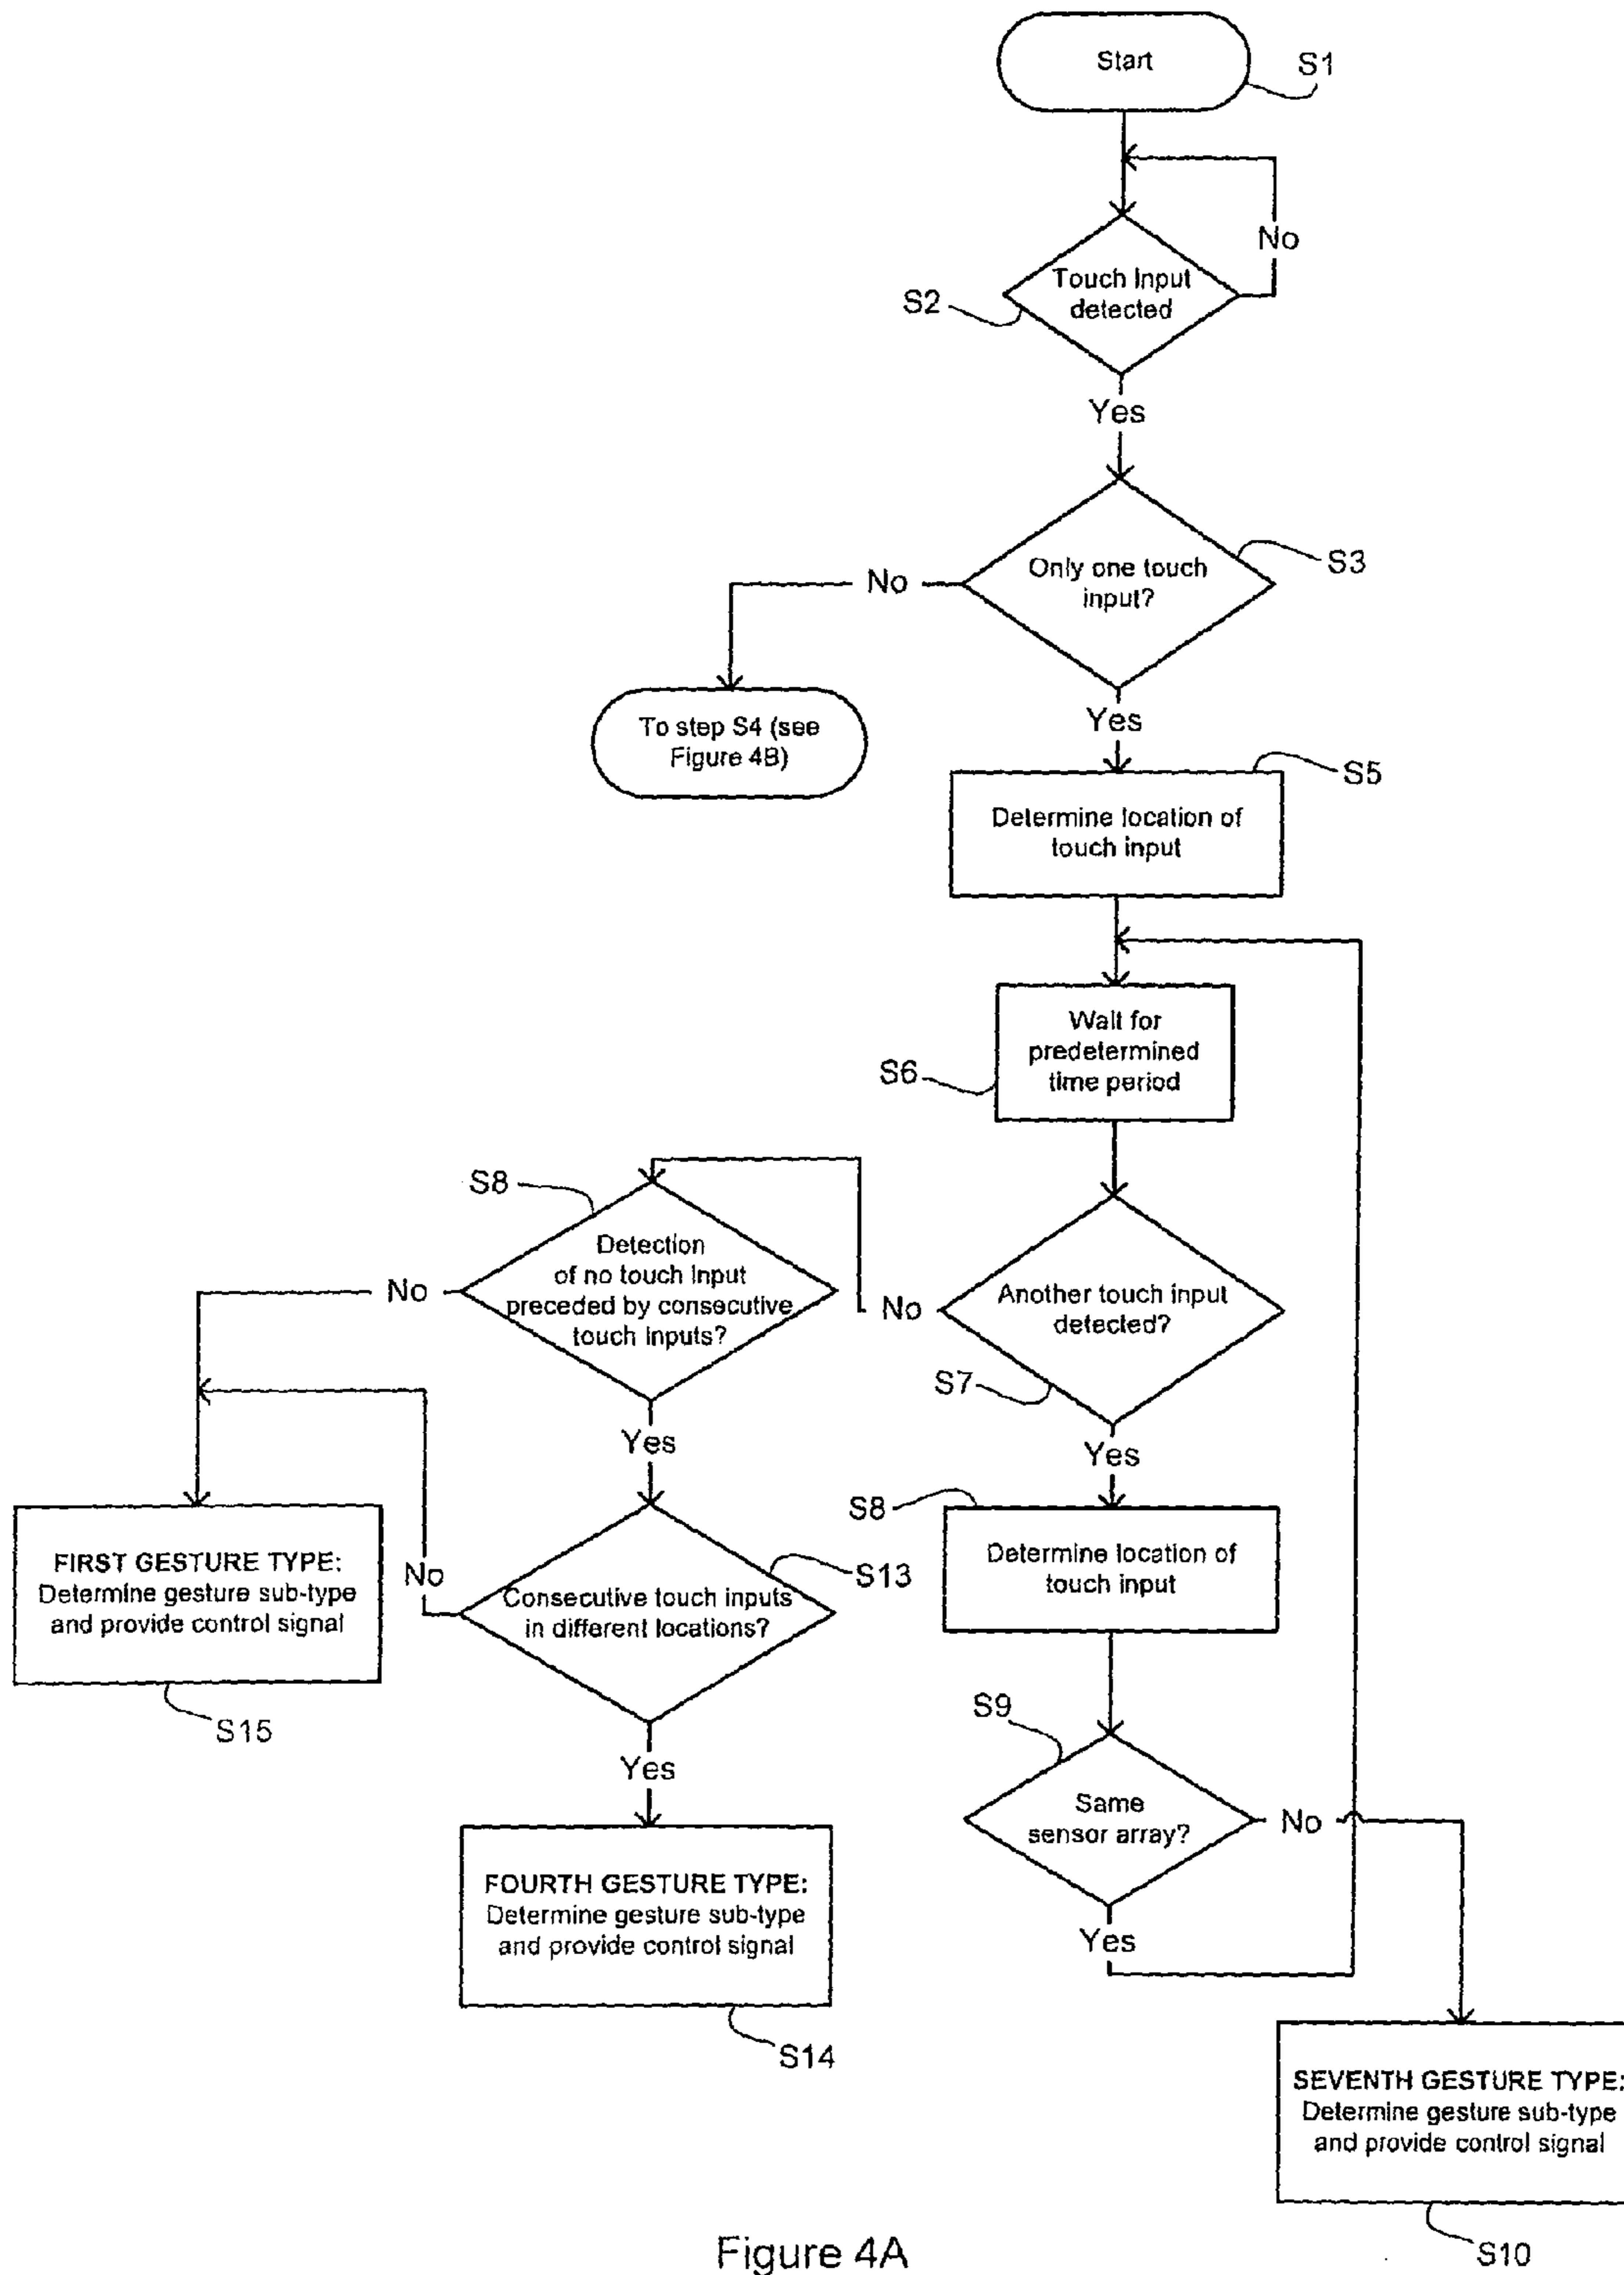 Start
S1
No
Touch Input
detected
S2
Yes
Only one touch
input?
S3
No
To step S4 (see
Figure 4B)
Yes
S5
Determine location of
touch input
Wait for
predetermined
time period
S6
S8
Detection
of no touch input
preceded by consecutive
touch inputs?
No
No
Another touch input
detected?
S7
Yes
Yes
S8
Determine location of
touch input
FIRST GESTURE TYPE:
Determine gesture sub-type
and provide control signal
S15
No
Consecutive touch inputs
in different locations?
S13
S9
Yes
Same
sensor array?
No
FOURTH GESTURE TYPE:
Determine gesture sub-type
and provide control signal
S14
Yes
SEVENTH GESTURE TYPE:
Determine gesture sub-type
and provide control signal
S10
Figure 4A